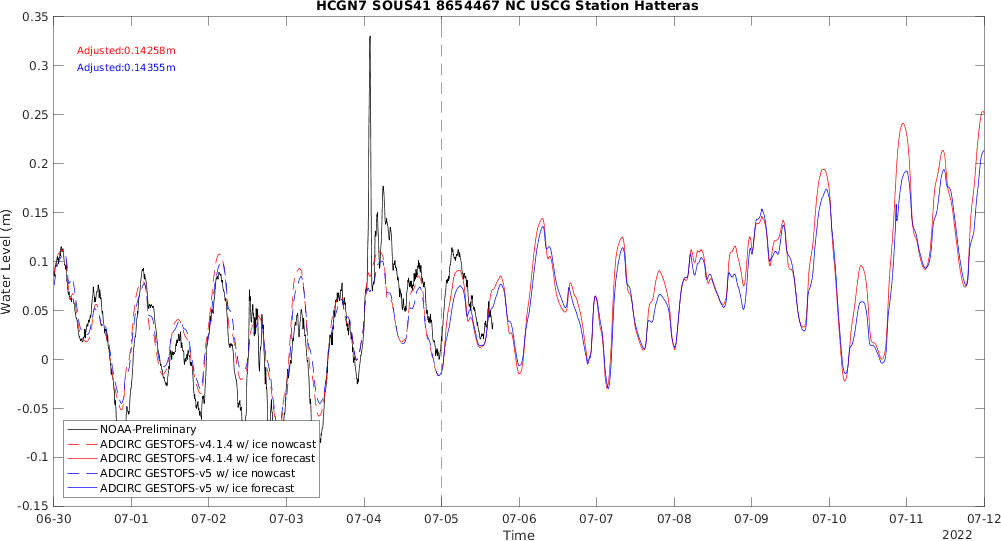 HCGN7 SOUS41 8654467 NC USCG Station Hatteras
0.35
Adjusted:0.14258m
Adjusted:0.14355m
0.3
0.25
0.2
0.15
0.1
0.05
0
-0.05
-0.1
-0.15
Water Level (m)
NOAA-Preliminary
ADCIRC GESTOFS-v4.1.4 w/ ice nowcast
ADCIRC GESTOFS-v4.1.4 w/ ice forecast
ADCIRC GESTOFS-v5 w/ ice nowcast
ADCIRC GESTOFS-v5 w/ ice forecast
06-30 07-01 07-02 07-03 07-04 07-05 07-06 07-07 07-08 07-09 07-10 07-11 07-12
Time
2022